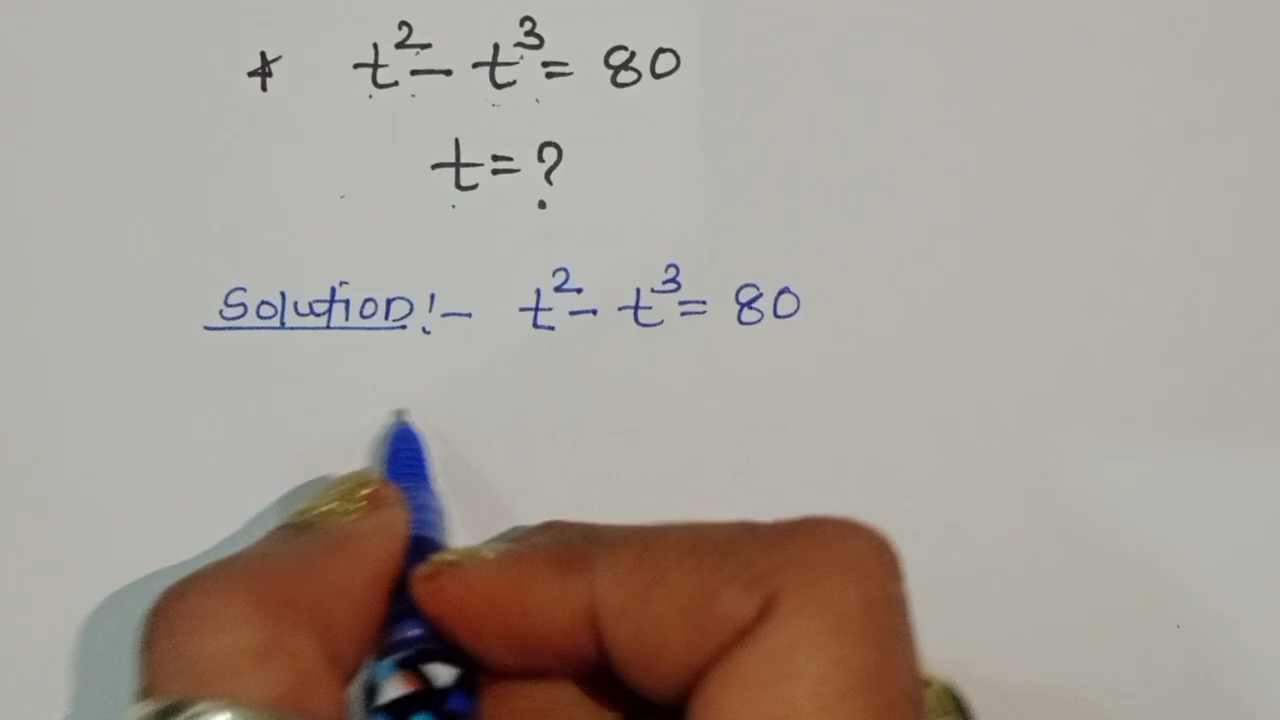 * t² - t³ = 80
t = ?
Solution:- t² - t³ = 80